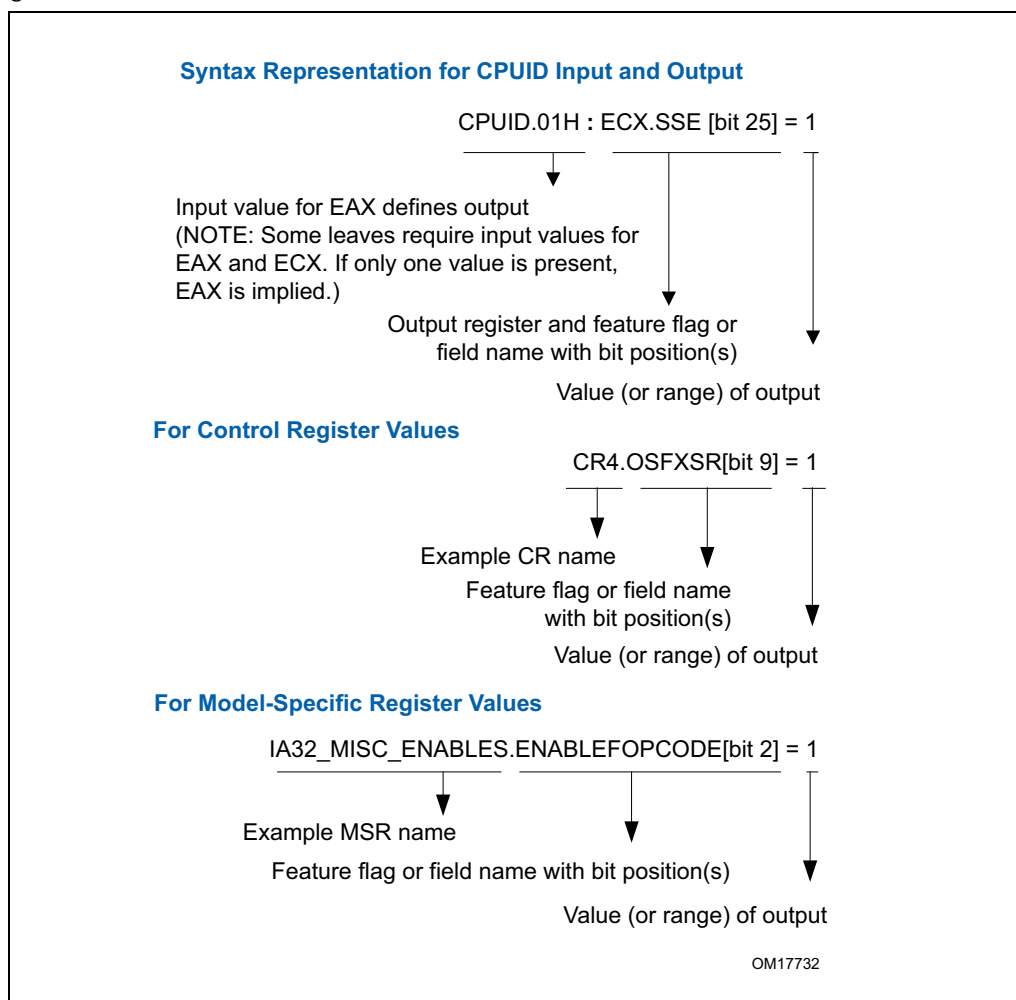 Syntax Representation for CPUID Input and Output
CPUID.01H : ECX.SSE [bit 25] = 1
Input value for EAX defines output
(NOTE: Some leaves require input values for
EAX and ECX. If only one value is present,
EAX is implied.)
Output register and feature flag or
field name with bit position(s)
Value (or range) of output
For Control Register Values
CR4.OSFXSR[bit 9] = 1
Example CR name
Feature flag or field name
with bit position(s)
Value (or range) of output
For Model-Specific Register Values
IA32_MISC_ENABLES.ENABLEFOPCODE[bit 2] = 1
Example MSR name
Feature flag or field name with bit position(s)
Value (or range) of output
OM17732